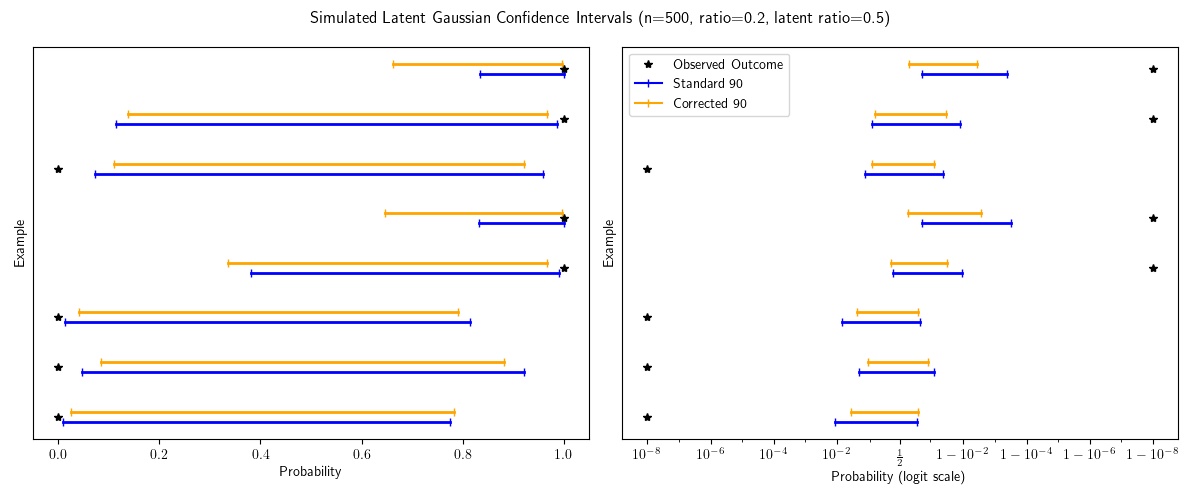 Simulated Latent Gaussian Confidence Intervals (n=500, ratio=0.2, latent ratio=0.5)
Example
0.0 0.2 0.4 0.6 0.8 1.0
Probability
Observed Outcome
Standard 90
Corrected 90
Example
10⁻⁸ 10⁻⁶ 10⁻⁴ 10⁻² ½ 1 − 10⁻² 1 − 10⁻⁴ 1 − 10⁻⁶ 1 − 10⁻⁸
Probability (logit scale)